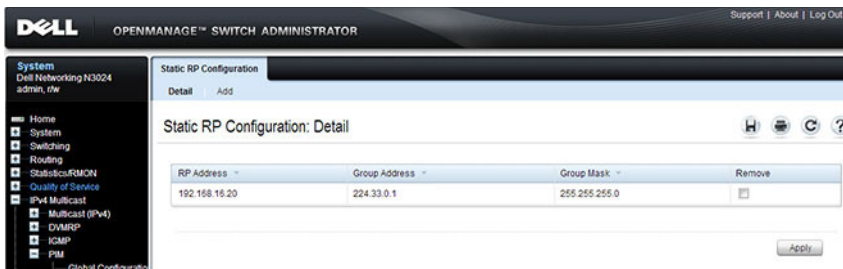 Support | About | Log Out
DELL OPENMANAGE™ SWITCH ADMINISTRATOR
System
Dell Networking N3024
admin, r/w
Home
System
Switching
Routing
Statistics/RMON
Quality of Service
IPv4 Multicast
Multicast (IPv4)
DVMRP
IGMP
PIM
Global Configuratio
Static RP Configuration
Detail Add
Static RP Configuration: Detail
RP Address Group Address Group Mask Remove
192.168.16.20 224.33.0.1 255.255.255.0
Apply